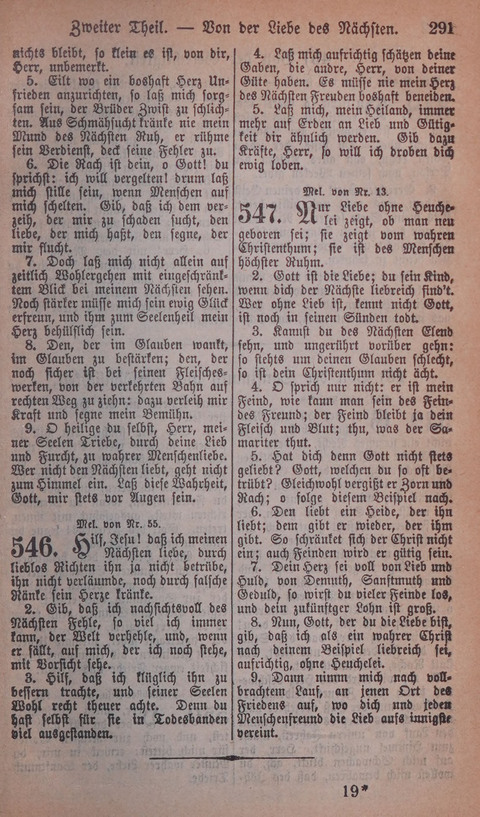 Zweiter Theil. — Von der Liebe des Nächsten. 291
nichts bleibt, so klein es ist, von dir,
Herr, unbemerkt.
5. Eilt wo ein boshaft Herz Un-
frieden anzurichten, so laß mich sorg-
sam sein, der Brüder Zwist zu schlich-
ten. Aus Schmähsucht kränke nie mein
Mund des Nächsten Ruh, er rühme
sein Verdienst, deck seine Fehler zu.
6. Die Rach ist dein, o Gott! du
sprichst: ich will vergelten! drum laß
mich stille sein, wenn Menschen auf
mich schelten. Gib, daß ich dem ver-
zeih, der mir zu schaden sucht, den
liebe, der mich haßt, den segne, der
mir flucht.
7. Doch laß mich nicht allein auf
zeitlich Wohlergehen mit eingeschränk-
tem Blick bei meinem Nächsten sehen.
Noch stärker müsse mich sein ewig Glück
erfreun, und ihm zum Seelenheil mein
Herz behülflich sein.
8. Den, der im Glauben wankt,
im Glauben zu bestärken; den, der
noch sicher ist bei seinen Fleisches-
werken, von der verkehrten Bahn auf
rechten Weg zu ziehn: dazu verleih mir
Kraft und segne mein Bemühn.
9. O heilige du selbst, Herr, mei-
ner Seelen Triebe, durch deine Lieb
und Furcht, zu wahrer Menschenliebe.
Wer nicht den Nächsten liebt, geht nicht
zum Himmel ein. Laß diese Wahrheit,
Gott, mir stets vor Augen sein.
Mel. von Nr. 55.
546. Hilf, Jesu! daß ich meinen
Nächsten liebe, durch
lieblos Richten ihn ja nicht betrübe,
ihn nicht verläumde, noch durch falsche
Ränke sein Herze kränke.
2. Gib, daß ich nachsichtsvoll des
Nächsten Fehle, so viel ich immer
kann, der Welt verhehle, und, wenn
er fällt, auf mich, der ich noch stehe,
mit Vorsicht sehe.
3. Hilf, daß ich klüglich ihn zu
bessern trachte, und seiner Seelen
Wohl recht theuer achte. Denn du
hast selbst für sie in Todesbanden
viel ausgestanden.
4. Laß mich aufrichtig schätzen deine
Gaben, die andre, Herr, von deiner
Güte haben. Es müsse nie mein Herz
des Nächsten Freuden boshaft beneiden.
5. Laß mich, mein Heiland, immer
mehr auf Erden an Lieb und Gültig-
keit dir ähnlich werden. Gib dazu
Kräfte, Herr, so will ich droben dich
ewig loben.
Mel. von Nr. 13.
547. Nur Liebe ohne Heuche-
lei zeigt, ob man neu
geboren sei; sie zeigt vom wahren
Christenthum; sie ist des Menschen
höchster Ruhm.
2. Gott ist die Liebe; du sein Kind,
wenn dich der Nächste liebreich find't.
Wer ohne Lieb ist, kennt nicht Gott,
ist noch in seinen Sünden todt.
3. Kannst du des Nächsten Elend
sehn, und ungerührt vorüber gehn:
so stehts um deinen Glauben schlecht,
so ist dein Christenthum nicht ächt.
4. O sprich nur nicht: er ist mein
Feind, wie kann man sein des Fein-
des Freund; der Feind bleibt ja dein
Fleisch und Blut; thu, was der Sa-
mariter thut.
5. Hat dich denn Gott nicht stets
geliebt? Gott, welchen du so oft be-
trübt? Gleichwohl vergißt er Zorn und
Rach; o folge diesem Beispiel nach.
6. Den liebt ein Heide, der ihn
liebt; dem gibt er wieder, der ihm
gibt. So schränket sich der Christ nicht
ein; auch Feinden wird er gütig sein.
7. Dein Herz sei voll von Lieb und
Huld, von Demuth, Sanftmuth und
Geduld, so wirst du vieler Feinde los,
und dein zukünftger Lohn ist groß.
8. Nun, Gott, der du die Liebe bist,
gib, daß ich als ein wahrer Christ
nach deinem Beispiel liebreich sei,
aufrichtig, ohne Heuchelei.
9. Dann nimm mich nach voll-
brachtem Lauf, an jenen Ort des
Friedens auf, wo dich und jeden
Menschenfreund die Lieb aufs innigste
vereint.
19*